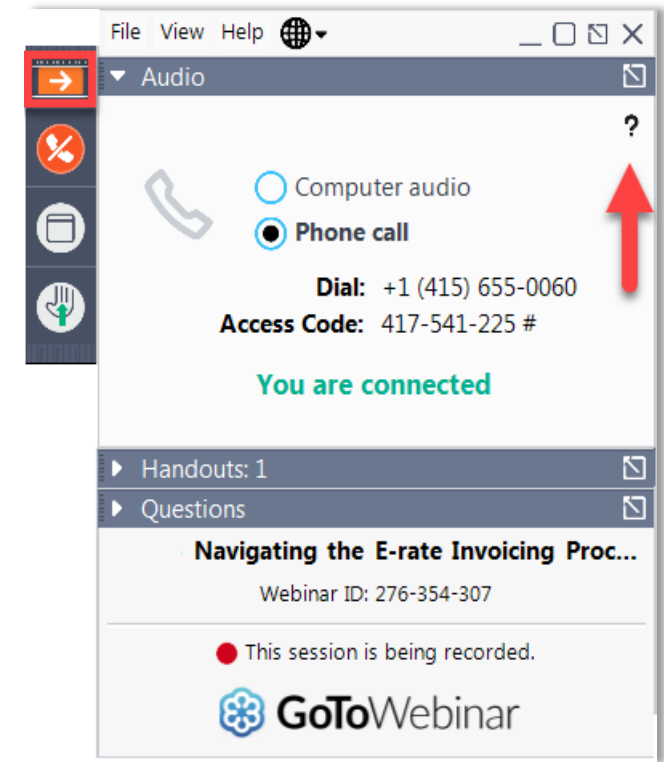 File View Help
Audio
?
Computer audio
Phone call
Dial: +1 (415) 655-0060
Access Code: 417-541-225 #
You are connected
Handouts: 1
Questions
Navigating the E-rate Invoicing Proc...
Webinar ID: 276-354-307
This session is being recorded.
GoToWebinar